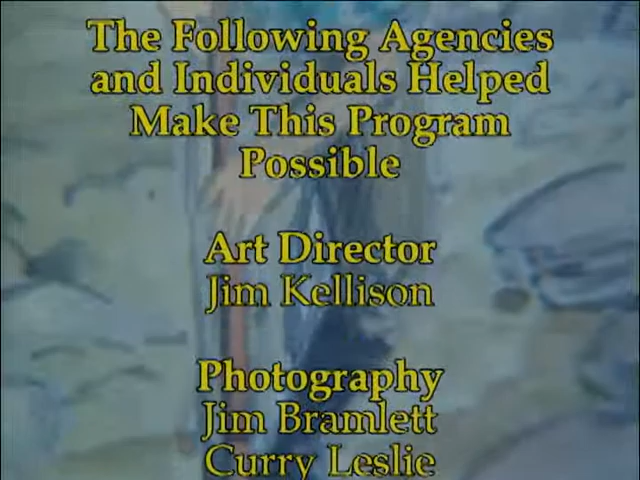 The Following Agencies
and Individuals Helped
Make This Program
Possible
Art Director
Jim Kellison
Photography
Jim Bramlett
Curry Leslie